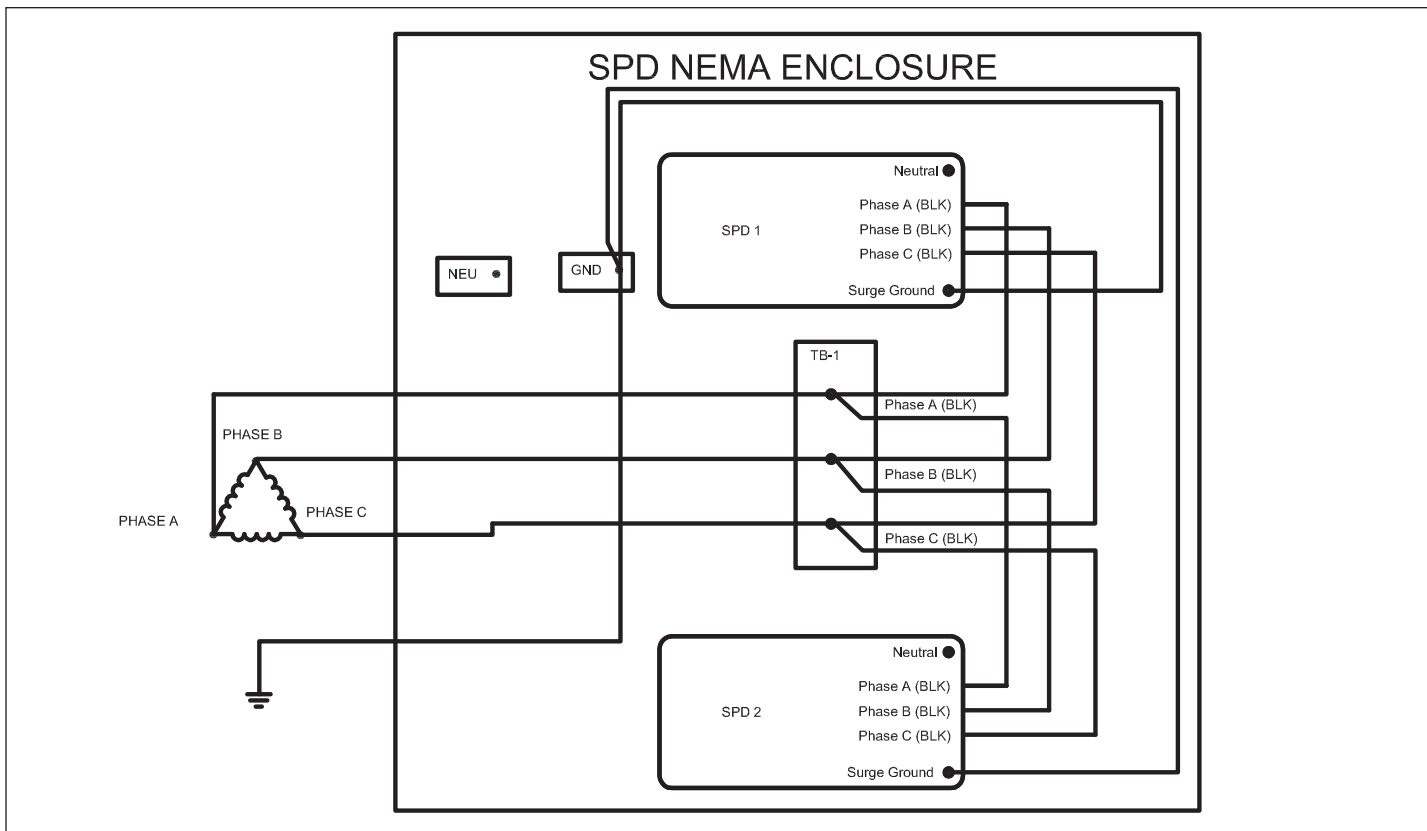 SPD NEMA ENCLOSURE
Neutral
Phase A (BLK)
Phase B (BLK)
Phase C (BLK)
Surge Ground
SPD 1
NEU
GND
TB-1
Phase A (BLK)
Phase B (BLK)
Phase C (BLK)
PHASE B
PHASE A
PHASE C
Neutral
Phase A (BLK)
Phase B (BLK)
Phase C (BLK)
Surge Ground
SPD 2